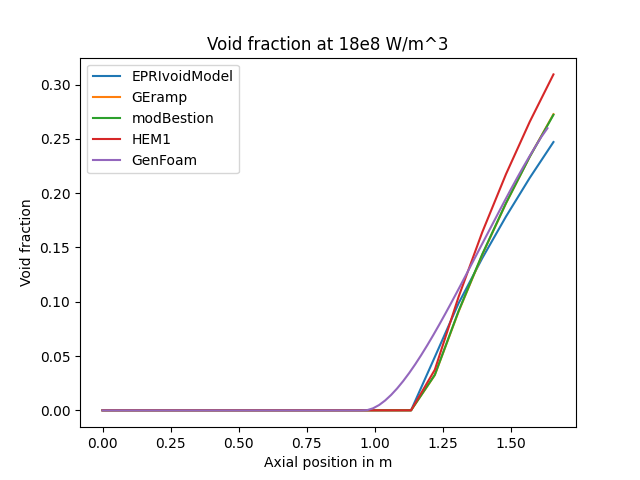 Void fraction at 18e8 W/m^3
EPRIvoidModel
GEramp
modBestion
HEM1
GenFoam
Void fraction
0.30
0.25
0.20
0.15
0.10
0.05
0.00
0.00 0.25 0.50 0.75 1.00 1.25 1.50
Axial position in m